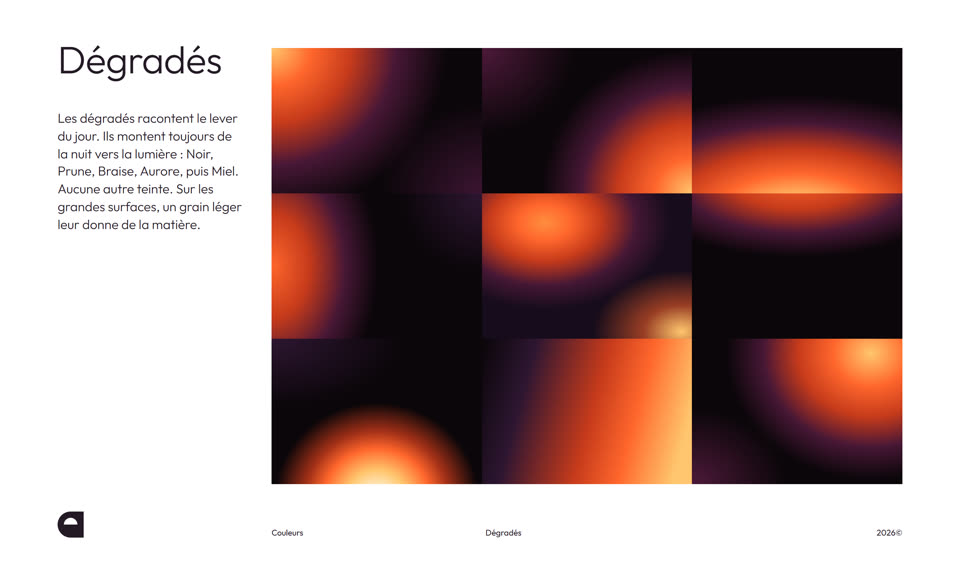 Dégradés
Les dégradés racontent le lever
du jour. Ils montent toujours de
la nuit vers la lumière : Noir,
Prune, Braise, Aurore, puis Miel.
Aucune autre teinte. Sur les
grandes surfaces, un grain léger
leur donne de la matière.
Couleurs
Dégradés
2026©